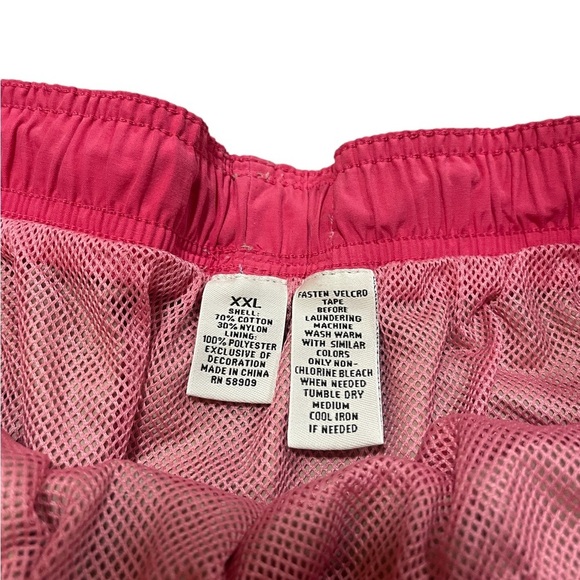 XXL
SHELL:
70% COTTON
30% NYLON
LINING:
100% POLYESTER
EXCLUSIVE OF
DECORATION
MADE IN CHINA
RN 58909
FASTEN VELCRO
TAPE
BEFORE
LAUNDERING
MACHINE
WASH WARM
WITH SIMILAR
COLORS
ONLY NON-
CHLORINE BLEACH
WHEN NEEDED
TUMBLE DRY
MEDIUM
COOL IRON
IF NEEDED